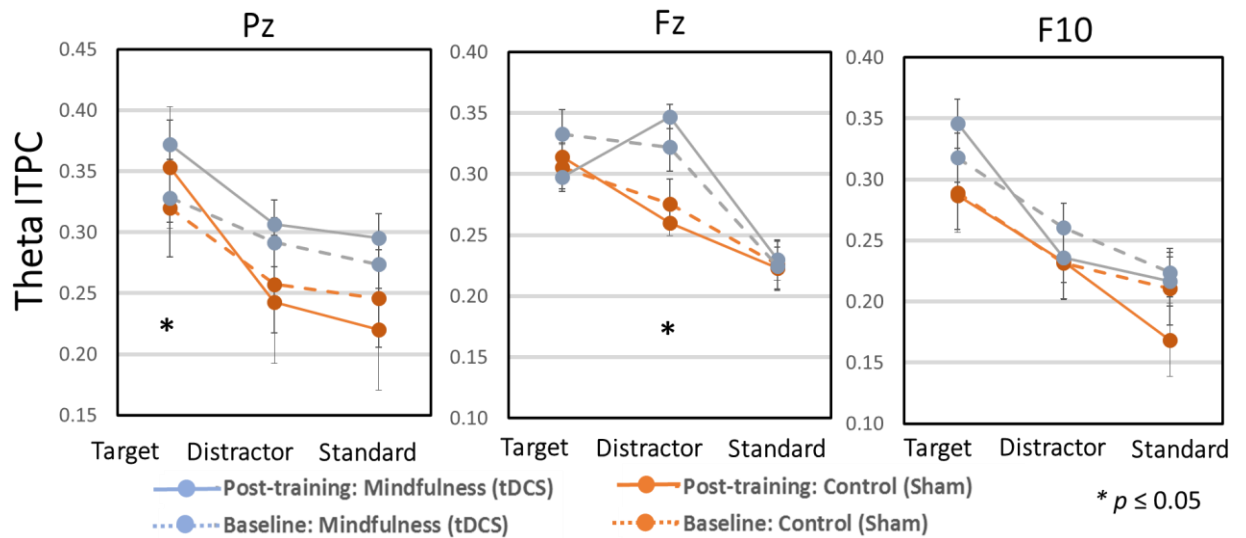 Pz
Fz
F10
Theta ITPC
0.45
0.40
0.35
0.30
0.25
0.20
0.15
*
Target Distractor Standard
0.40
0.35
0.30
0.25
0.20
0.15
0.10
*
Target Distractor Standard
0.40
0.35
0.30
0.25
0.20
0.15
0.10
Target Distractor Standard
Post-training: Mindfulness (tDCS)
Post-training: Control (Sham)
Baseline: Mindfulness (tDCS)
Baseline: Control (Sham)
* p ≤ 0.05